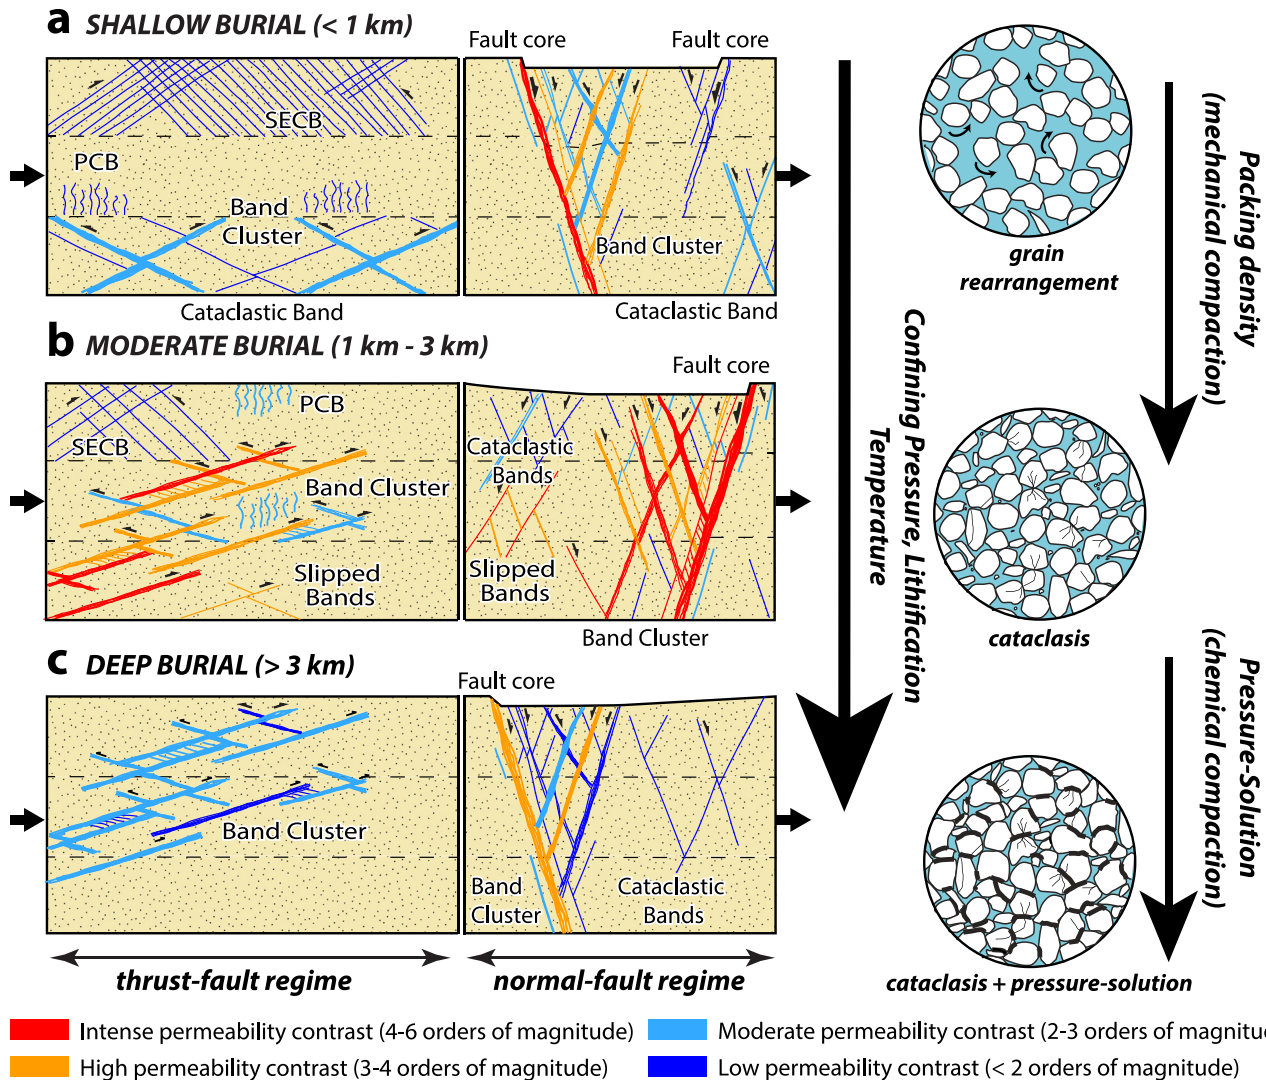 a SHALLOW BURIAL (< 1 km)
Fault core
Fault core
SECB
PCB
Band
Cluster
Band Cluster
Cataclastic Band
Cataclastic Band
grain
rearrangement
Packing density
(mechanical compaction)
b MODERATE BURIAL (1 km - 3 km)
Fault core
PCB
SECB
Band Cluster
Slipped
Bands
Cataclastic
Bands
Slipped
Bands
Band Cluster
Confining Pressure, Lithification
Temperature
cataclasis
c DEEP BURIAL (> 3 km)
Fault core
Band Cluster
Band
Cluster
Cataclastic
Bands
Pressure-Solution
(chemical compaction)
cataclasis + pressure-solution
thrust-fault regime
normal-fault regime
Intense permeability contrast (4-6 orders of magnitude)
Moderate permeability contrast (2-3 orders of magnitu
High permeability contrast (3-4 orders of magnitude)
Low permeability contrast (< 2 orders of magnitude)